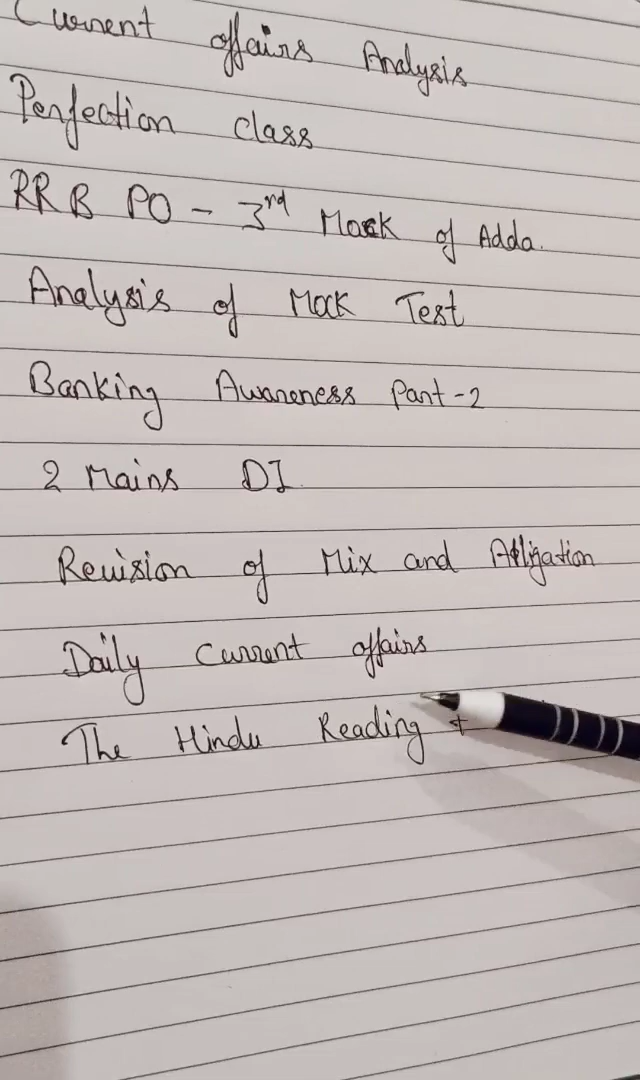 Current affairs Analysis
Perfection class
RRB PO - 3rd Mock of Adda.
Analysis of Mock Test
Banking Awareness Part-2
2 Mains DI
Revision of Mix and Alligation
Daily Current affairs
The Hindu Reading +